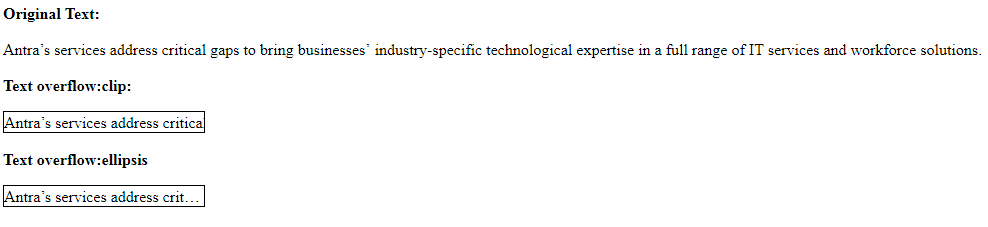 Original Text:
Antra’s services address critical gaps to bring businesses’ industry-specific technological expertise in a full range of IT services and workforce solutions.
Text overflow:clip:
Antra’s services address critica
Text overflow:ellipsis
Antra’s services address crit…